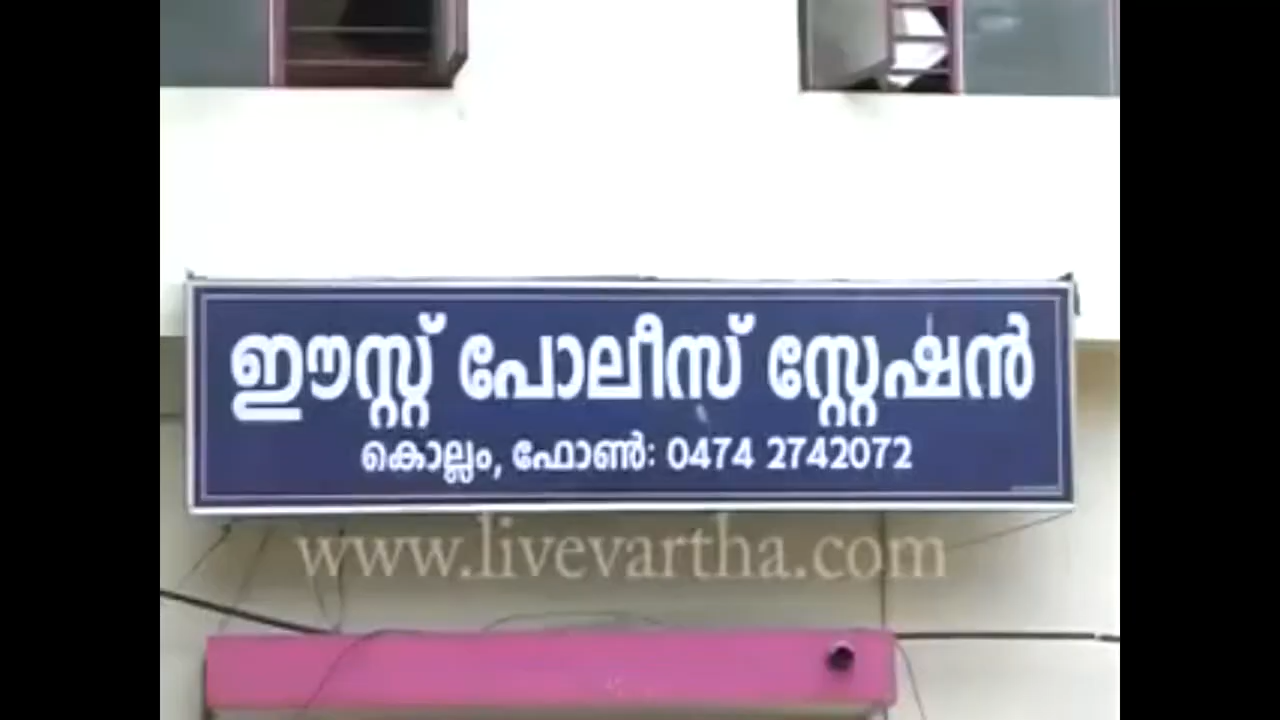 ഈസ്റ്റ് പോലീസ് സ്റ്റേഷൻ
കൊല്ലം, ഫോൺ: 0474 2742072
www.livevartha.com